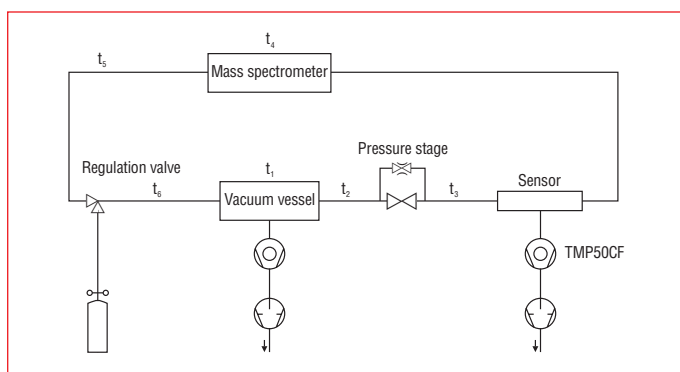 t4
t5
Mass spectrometer
Pressure stage
Regulation valve
t1
Sensor
t6
Vacuum vessel
t2
t3
TMP50CF